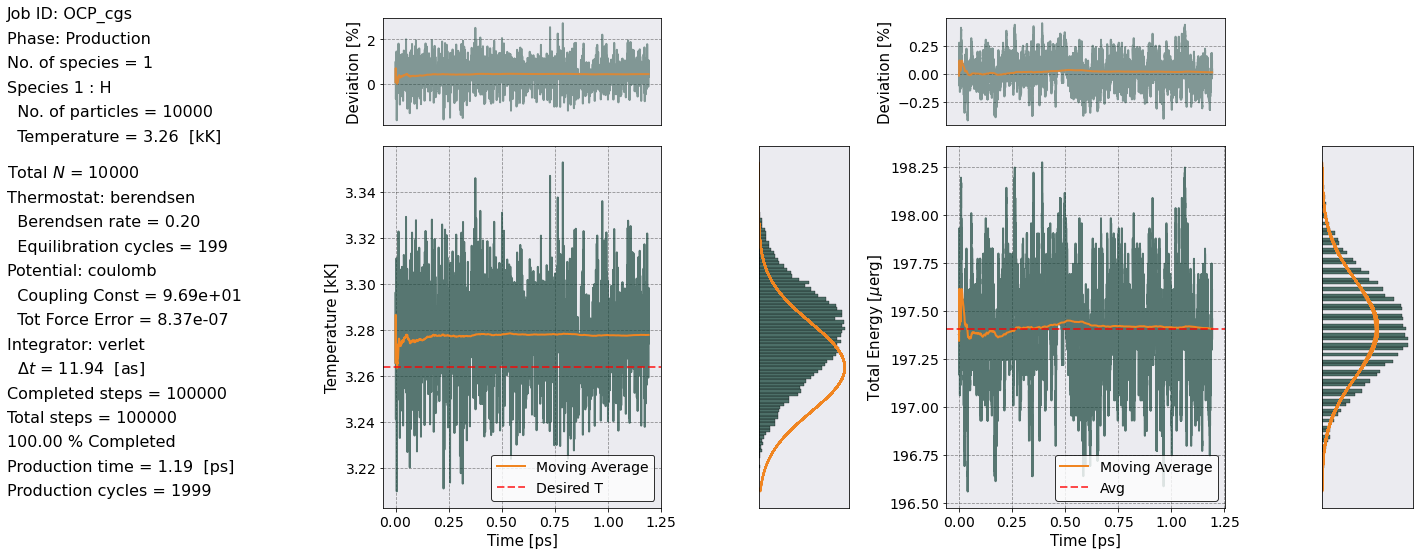 Job ID: OCP_cgs
Phase: Production
No. of species = 1
Species 1 : H
No. of particles = 10000
Temperature = 3.26 [kK]
Total N = 10000
Thermostat: berendsen
Berendsen rate = 0.20
Equilibration cycles = 199
Potential: coulomb
Coupling Const = 9.69e+01
Tot Force Error = 8.37e-07
Integrator: verlet
Δt = 11.94 [as]
Completed steps = 100000
Total steps = 100000
100.00 % Completed
Production time = 1.19 [ps]
Production cycles = 1999
Deviation [%]
2
0
Temperature [kK]
3.34
3.32
3.30
3.28
3.26
3.24
3.22
Moving Average
Desired T
0.00 0.25 0.50 0.75 1.00 1.25
Time [ps]
Deviation [%]
0.25
0.00
−0.25
Total Energy [μerg]
198.25
198.00
197.75
197.50
197.25
197.00
196.75
196.50
Moving Average
Avg
0.00 0.25 0.50 0.75 1.00 1.25
Time [ps]